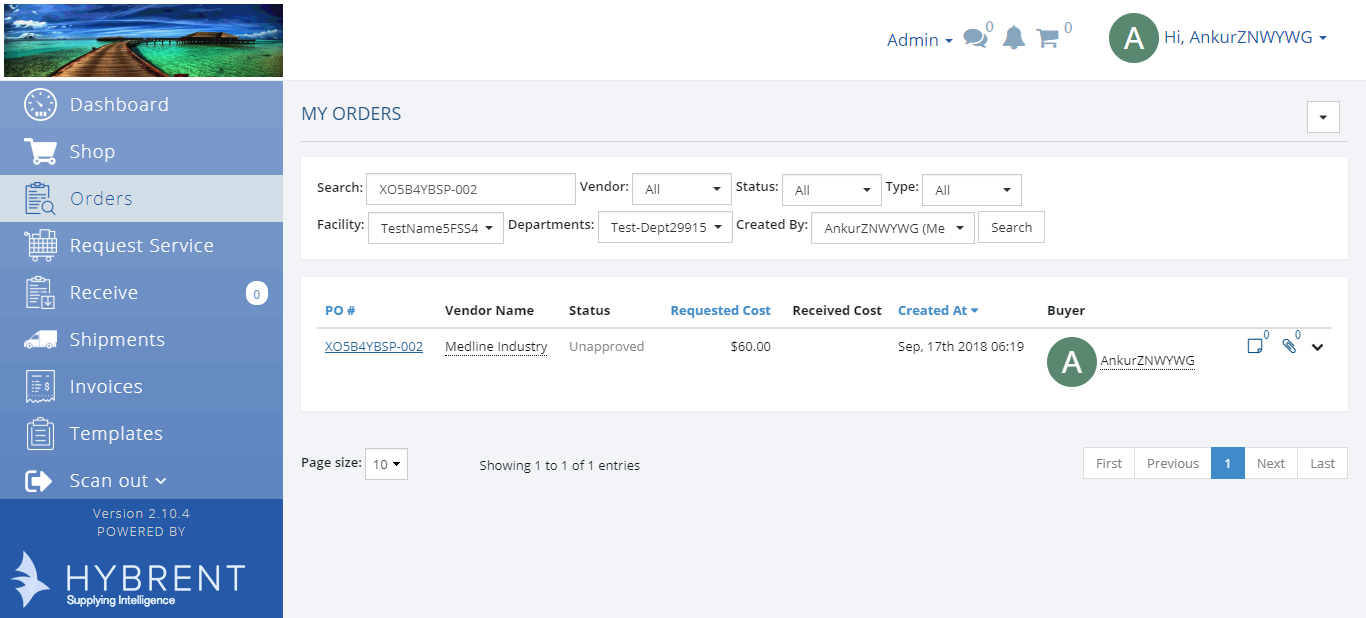 Admin 0 0 A Hi, AnkurZNWYWG
Dashboard
Shop
Orders
Request Service
Receive 0
Shipments
Invoices
Templates
Scan out
Version 2.10.4
POWERED BY
HYBRENT
Supplying Intelligence
MY ORDERS
Search: XO5B4YBSP-002 Vendor: All Status: All Type: All
Facility: TestName5FSS4 Departments: Test-Dept29915 Created By: AnkurZNWYWG (Me Search
PO # Vendor Name Status Requested Cost Received Cost Created At Buyer
XO5B4YBSP-002 Medline Industry Unapproved $60.00 Sep, 17th 2018 06:19 A AnkurZNWYWG 0 0
Page size: 10 Showing 1 to 1 of 1 entries First Previous 1 Next Last